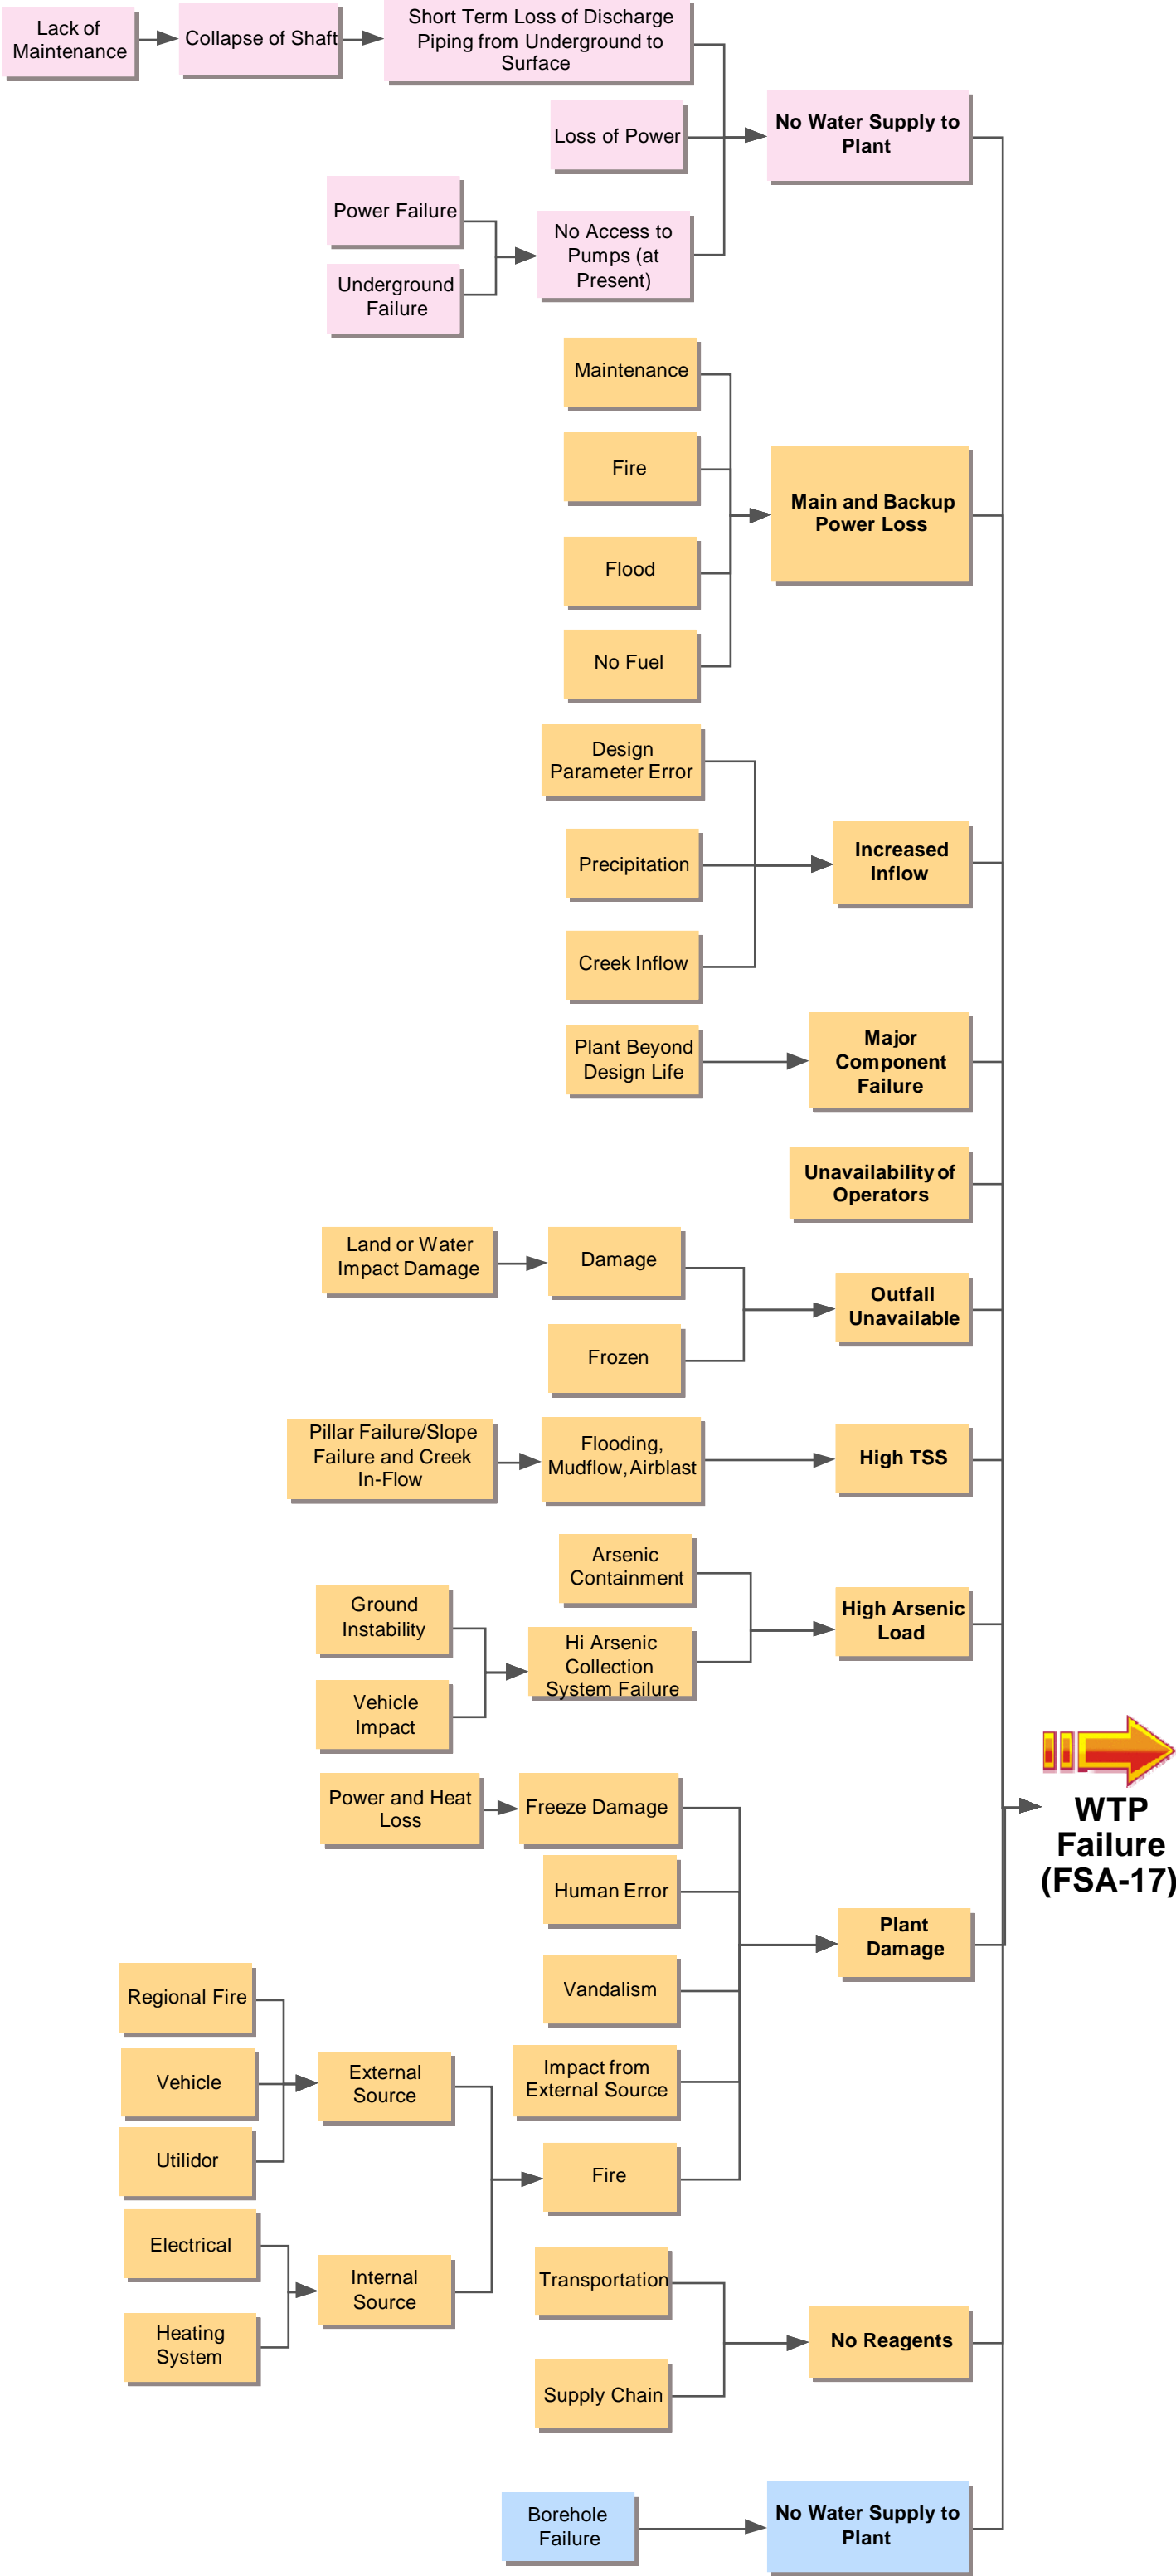 Lack of
Maintenance
Collapse of Shaft
Short Term Loss of Discharge
Piping from Underground to
Surface
Loss of Power
No Water Supply to
Plant
Power Failure
Underground
Failure
No Access to
Pumps (at
Present)
Maintenance
Fire
Flood
No Fuel
Main and Backup
Power Loss
Design
Parameter Error
Precipitation
Creek Inflow
Increased
Inflow
Plant Beyond
Design Life
Major
Component
Failure
Unavailability of
Operators
Land or Water
Impact Damage
Damage
Frozen
Outfall
Unavailable
Pillar Failure/Slope
Failure and Creek
In-Flow
Flooding,
Mudflow, Airblast
High TSS
Arsenic
Containment
Ground
Instability
Vehicle
Impact
Hi Arsenic
Collection
System Failure
High Arsenic
Load
Power and Heat
Loss
Freeze Damage
Human Error
Vandalism
Impact from
External Source
Fire
Plant
Damage
WTP
Failure
(FSA-17)
Regional Fire
Vehicle
Utilidor
External
Source
Electrical
Heating
System
Internal
Source
Transportation
Supply Chain
No Reagents
Borehole
Failure
No Water Supply to
Plant